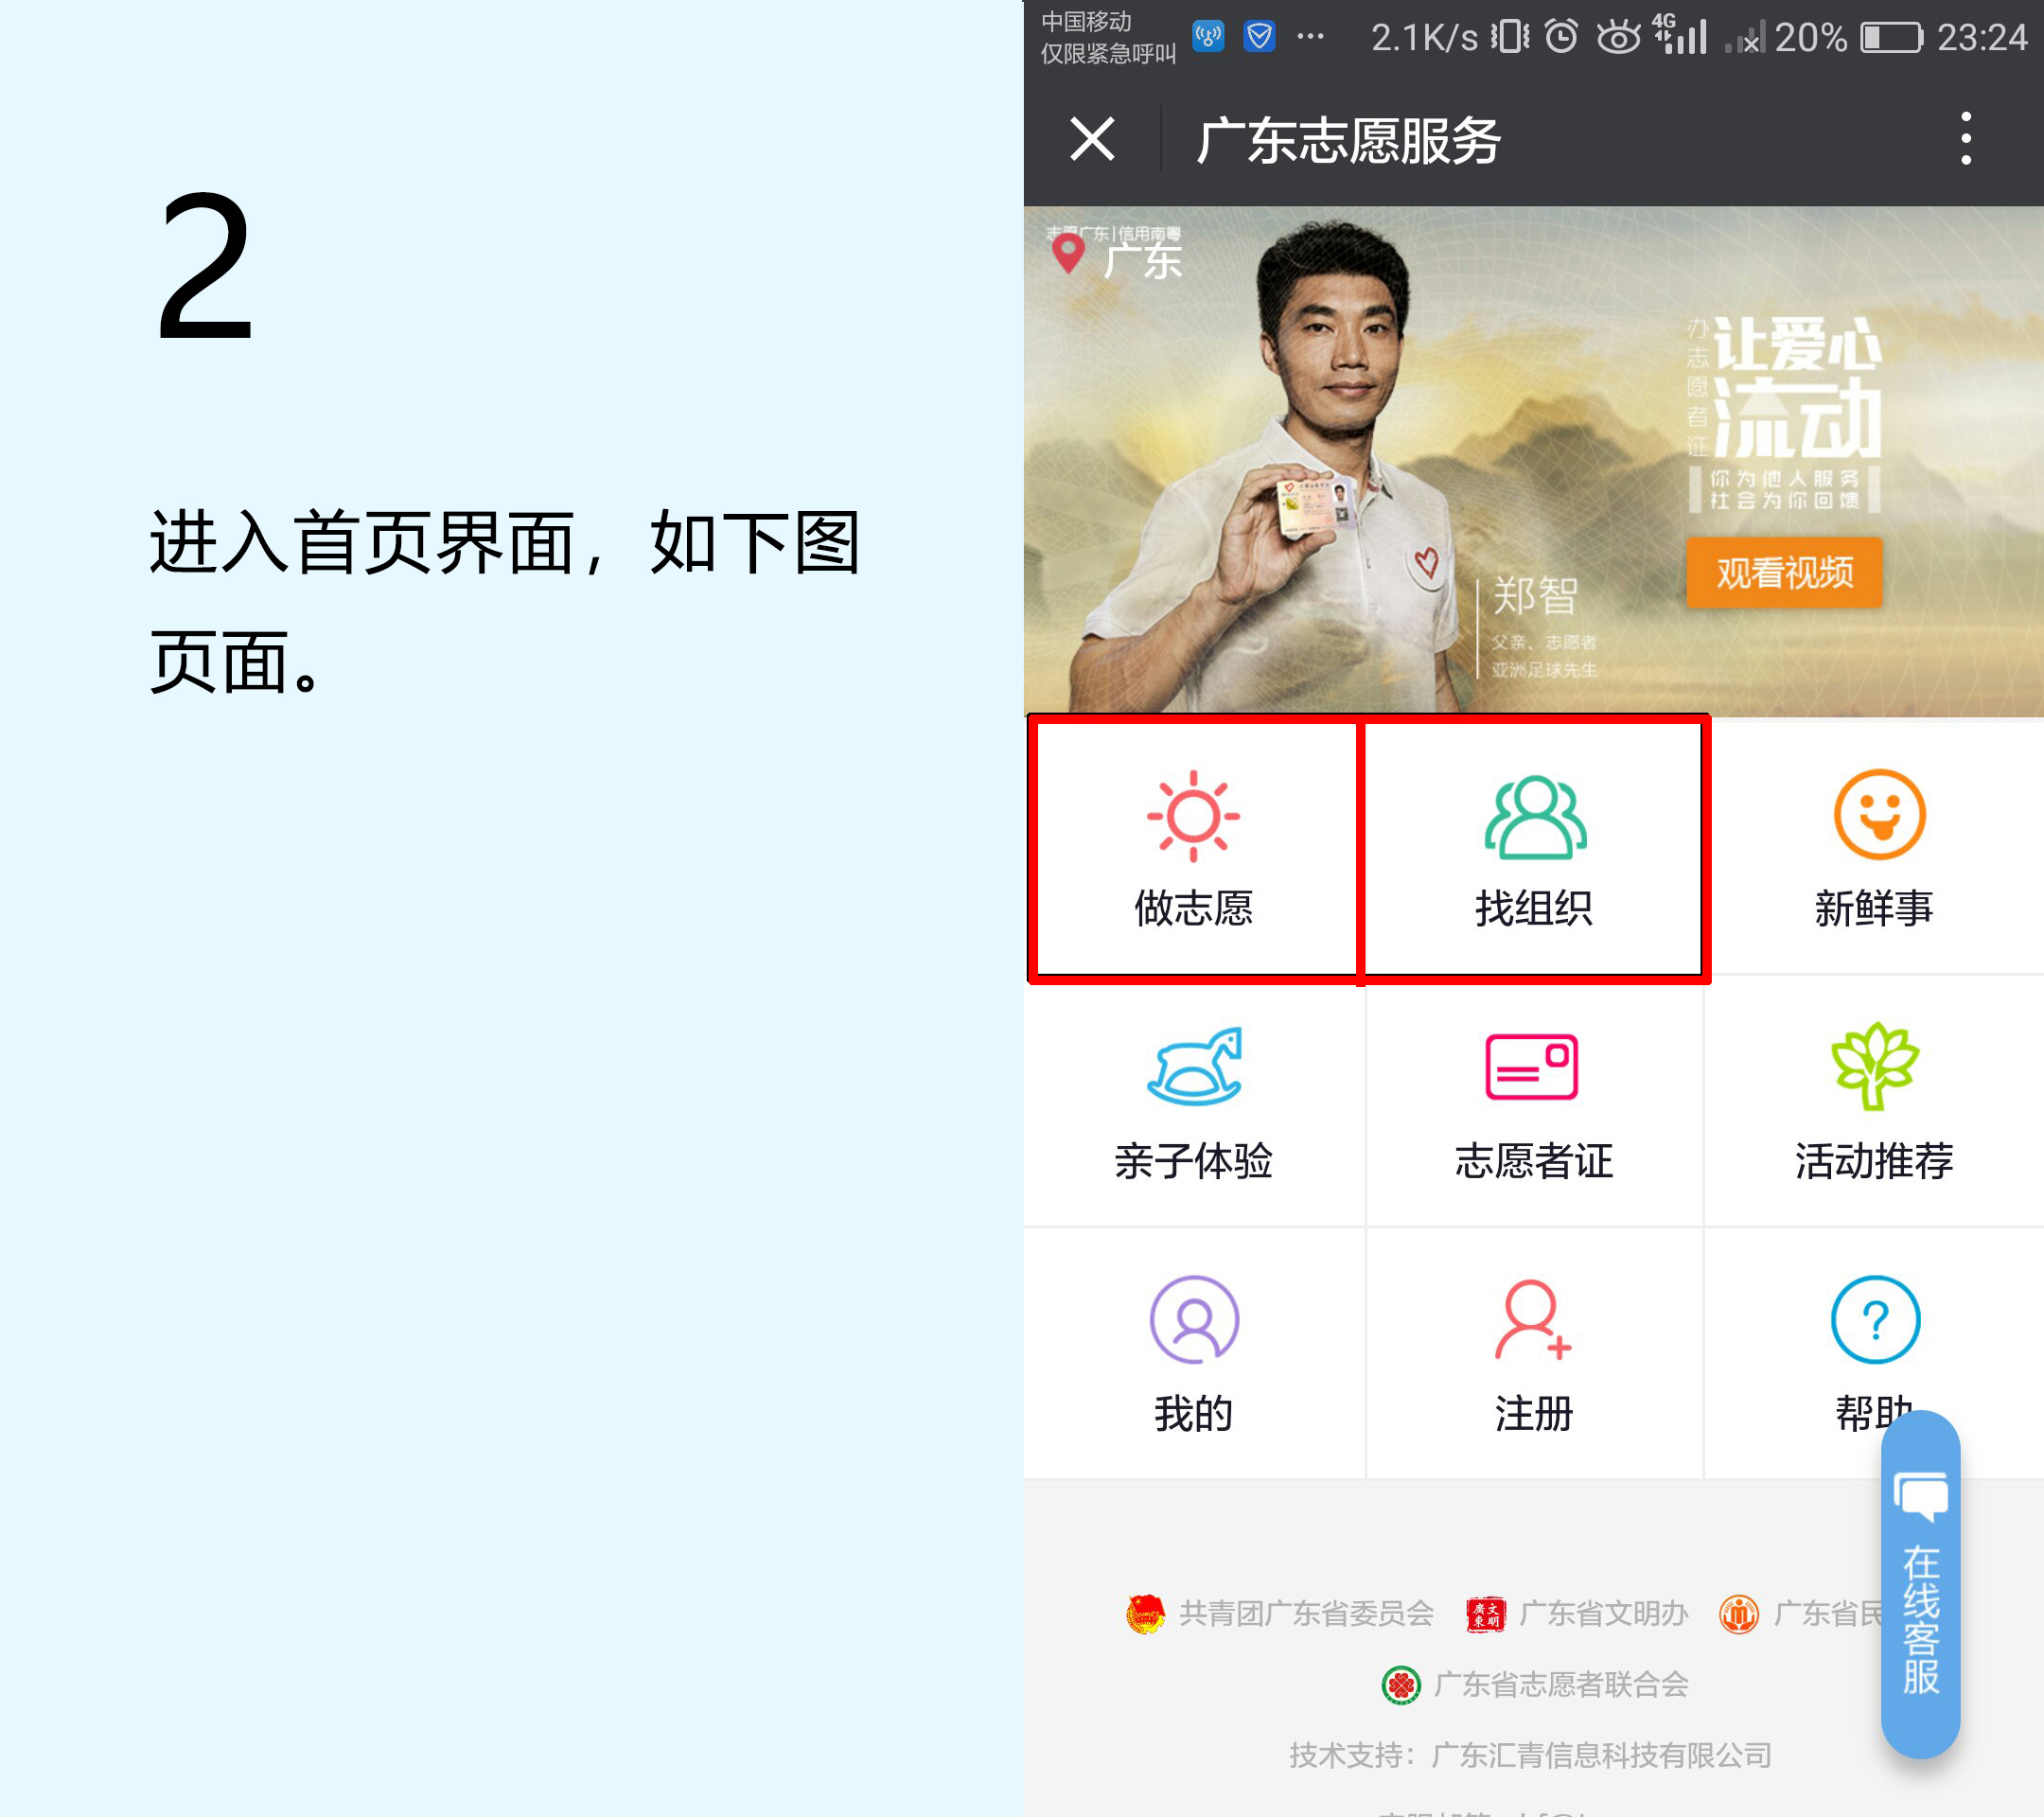 2
进入首页界面，如下图
页面。
中国移动
仅限紧急呼叫
2.1K/s 4G 20% 23:24
广东志愿服务
志愿广东|信用南粤
广东
办志愿者证
让爱心
流动
你为他人服务
社会为你回馈
观看视频
郑智
父亲、志愿者
亚洲足球先生
做志愿 找组织 新鲜事
亲子体验 志愿者证 活动推荐
我的 注册 帮助
在线客服
共青团广东省委员会 广东省文明办 广东省民
广东省志愿者联合会
技术支持：广东汇青信息科技有限公司